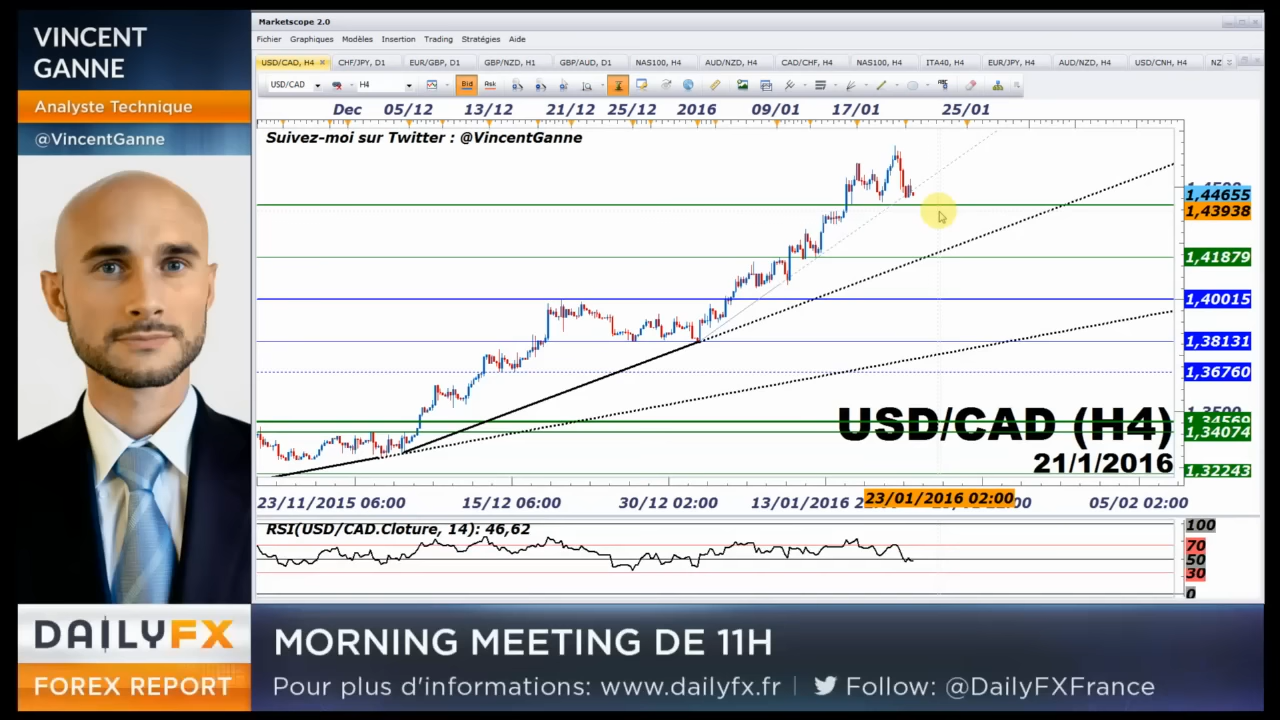 VINCENT
GANNE
Analyste Technique
@VincentGanne
Marketscope 2.0
Fichier Graphiques Modèles Insertion Trading Stratégies Aide
USD/CAD, H4 CHF/JPY, D1 EUR/GBP, D1 GBP/NZD, H1 GBP/AUD, D1 NAS100, H4 AUD/NZD, H4 CAD/CHF, H4 NAS100, H4 ITA40, H4 EUR/JPY, H4 AUD/NZD, H4 USD/CNH, H4 NZ
USD/CAD H4 Bid Ask
Dec 05/12 13/12 21/12 25/12 2016 09/01 17/01 25/01
Suivez-moi sur Twitter : @VincentGanne
1,44655
1,43938
1,41879
1,40015
1,38131
1,36760
1,3500
1,34569
1,34074
1,32243
USD/CAD (H4)
21/1/2016
23/11/2015 06:00 15/12 06:00 30/12 02:00 13/01/2016 23/01/2016 02:00 05/02 02:00
RSI(USD/CAD.Cloture, 14): 46,62
100
70
50
30
0
DAILYFX
FOREX REPORT
MORNING MEETING DE 11H
Pour plus d'informations: www.dailyfx.fr | Follow: @DailyFXFrance